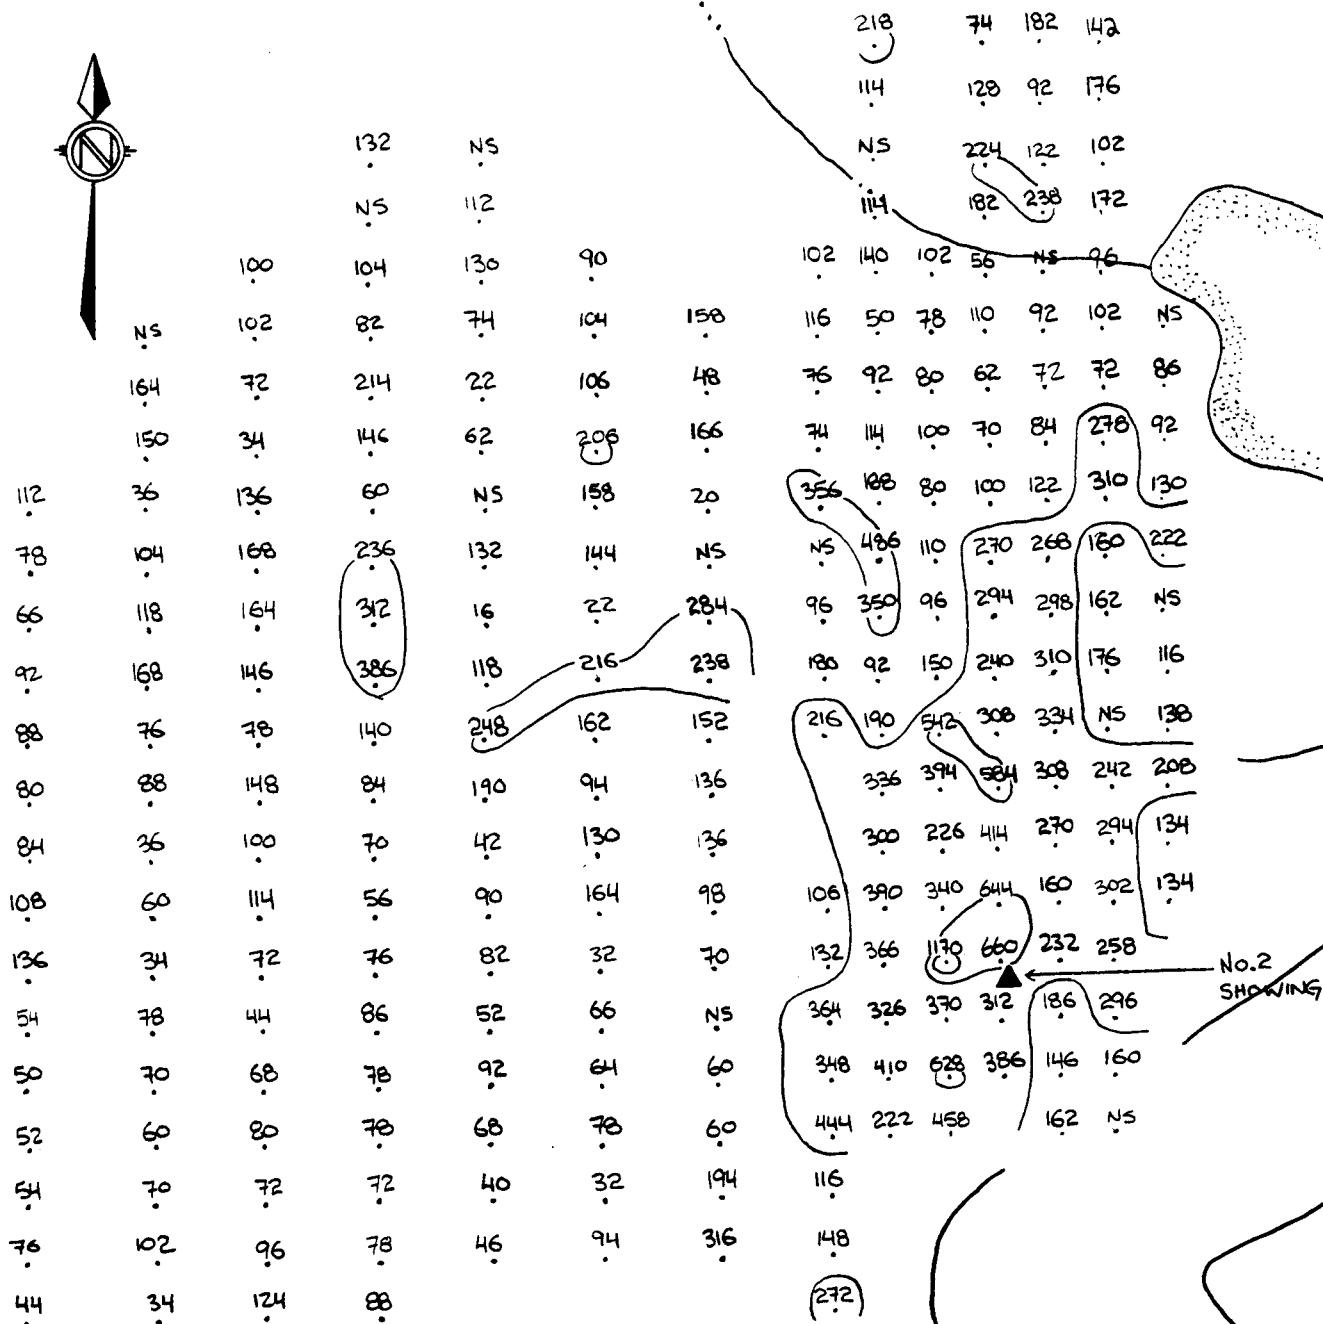 218 74 182 142
114 128 92 176
132 NS NS 224 122 102
NS 112 114 182 238 172
N
100 104 130 90 102 140 102 56 NS 96
NS 102 82 74 104 158 116 50 78 110 92 102 NS
164 72 214 22 106 48 76 92 80 62 72 72 86
150 34 146 62 206 166 74 114 100 70 84 278 92
112 36 136 60 NS 158 20 356 188 80 100 122 310 130
78 104 168 236 132 144 NS NS 486 110 270 268 160 222
66 118 164 312 16 22 284 96 350 96 294 298 162 NS
92 168 146 386 118 216 238 180 92 150 240 310 176 116
88 76 78 140 248 162 152 216 190 542 308 334 NS 138
80 88 148 84 190 94 136 336 394 584 308 242 208
84 36 100 70 42 130 136 300 226 414 270 294 134
108 60 114 56 90 164 98 106 390 340 644 160 302 134
136 34 72 76 82 32 70 132 366 1170 660 232 258
NO.2
SHOWING
54 78 44 86 52 66 NS 364 326 370 312 186 296
50 70 68 78 92 64 60 348 410 628 386 146 160
52 60 80 78 68 78 60 444 222 458 162 NS
54 70 72 72 40 32 194 116
76 102 96 78 46 94 316 148
44 34 124 88 272